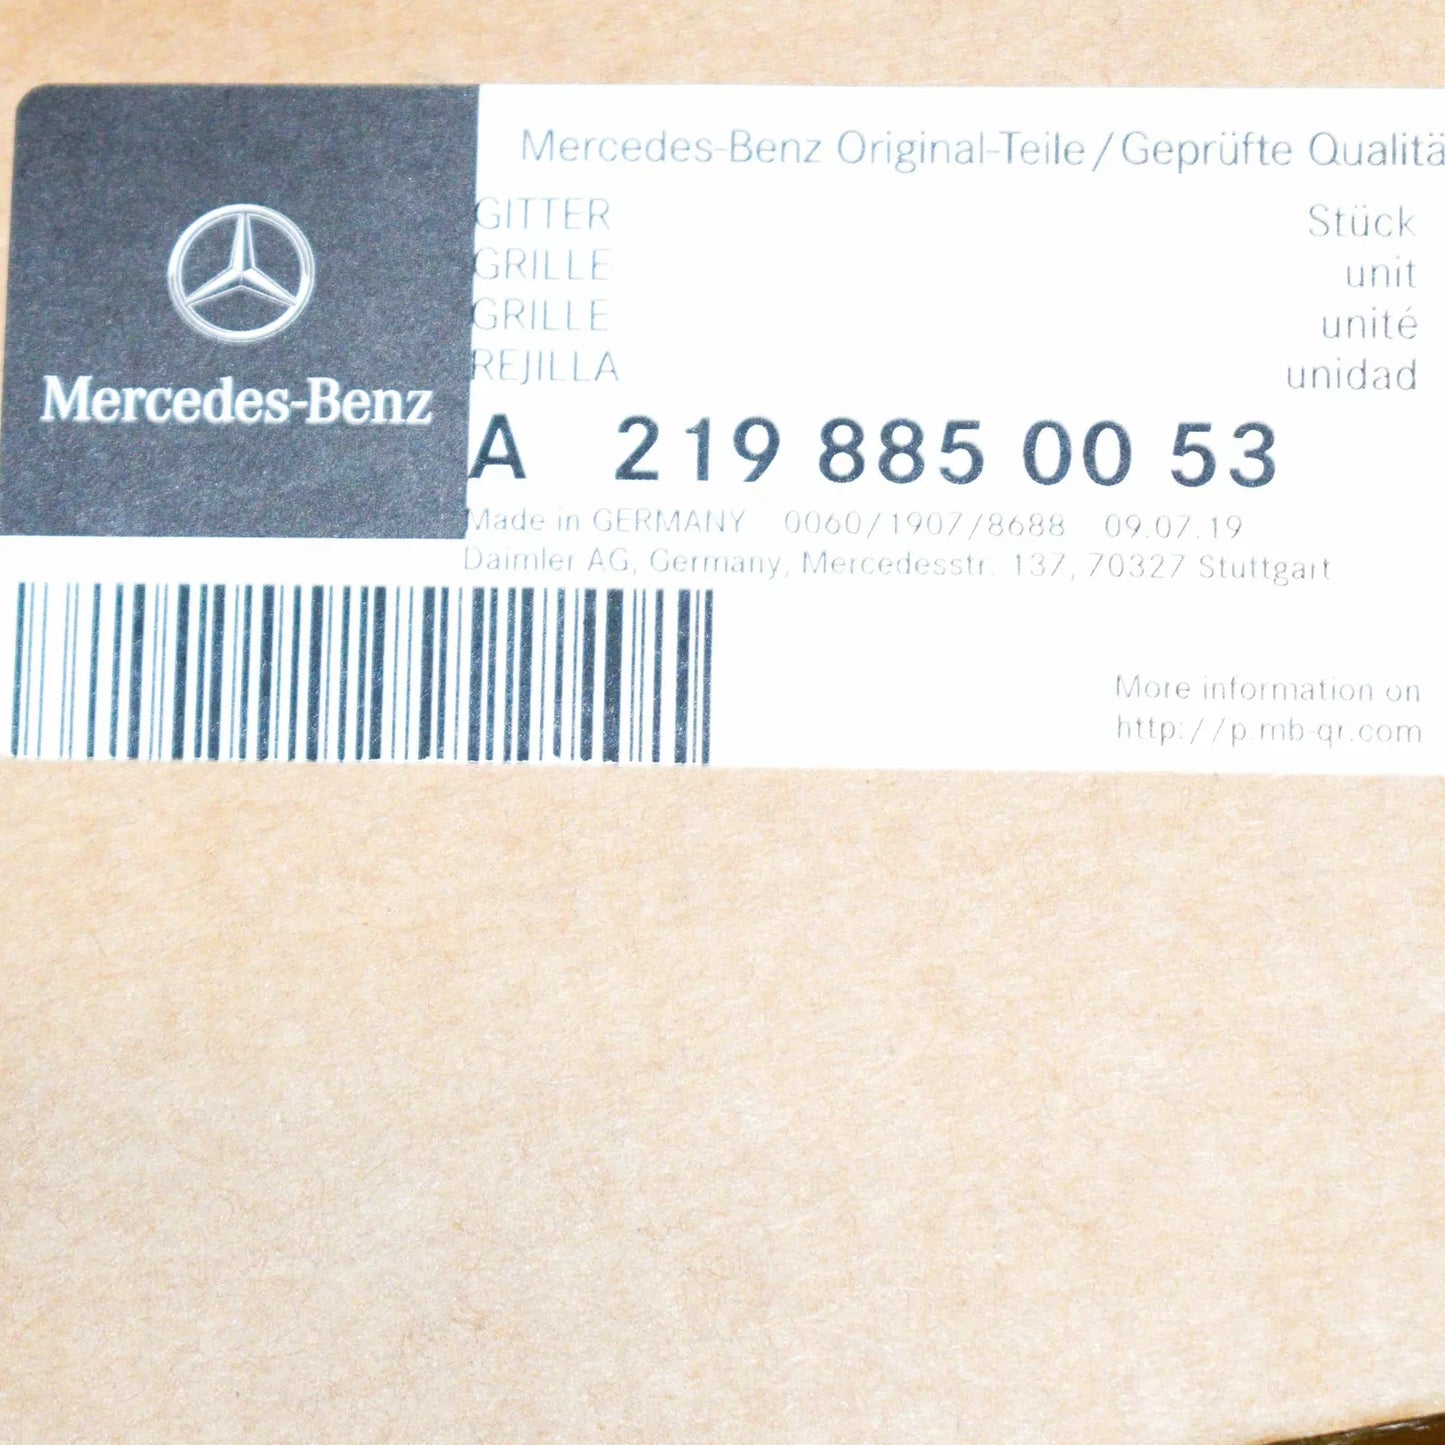 Mercedes-Benz Original-Teile/Geprüfte Qualitä
GITTER Stück
GRILLE unit
GRILLE unité
REJILLA unidad
Mercedes-Benz
A 219 885 00 53
Made in GERMANY 0060/1907/8688 09.07.19
Daimler AG, Germany, Mercedesstr. 137, 70327 Stuttgart
More information on
http://p.mb-qr.com